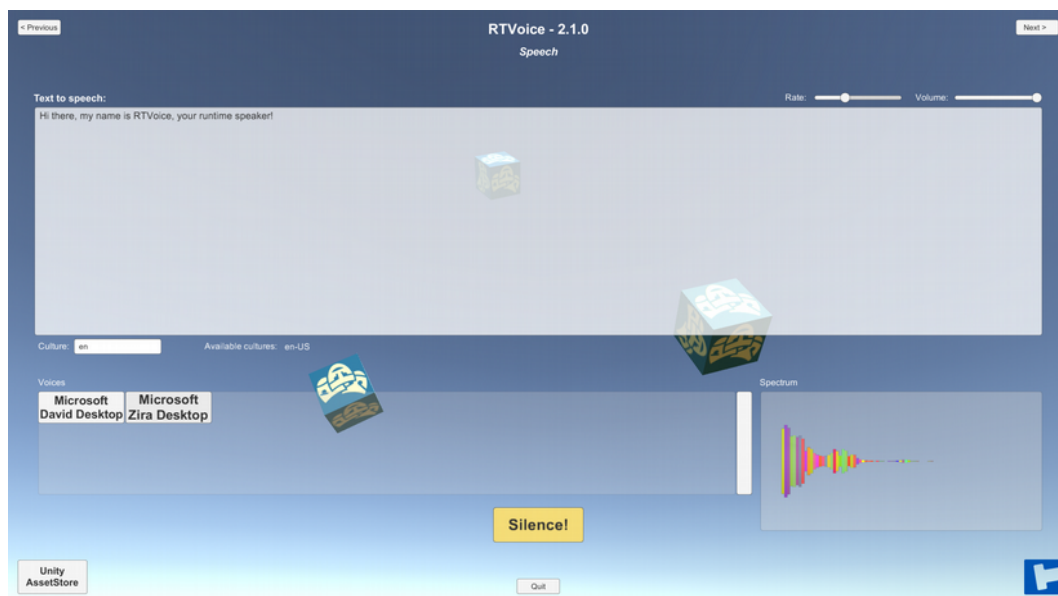 < Previous
RTVoice - 2.1.0
Next >
Speech
Text to speech:
Rate:
Volume:
Hi there, my name is RTVoice, your runtime speaker!
Culture:
en
Available cultures: en-US
Voices
Spectrum
Microsoft
David Desktop
Microsoft
Zira Desktop
Silence!
Unity
AssetStore
Quit